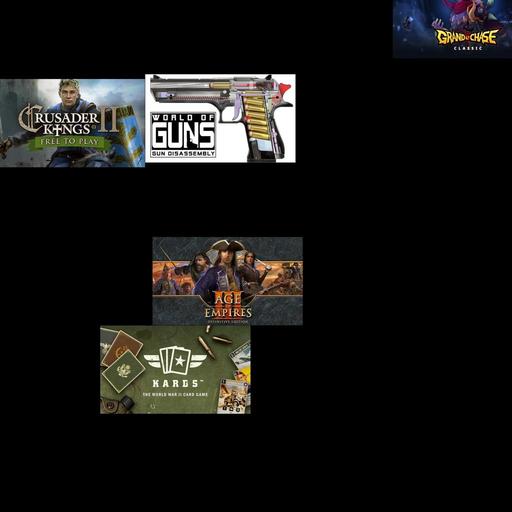 GRAND CHASE
CLASSIC
CRUSADER
KINGS II
FREE TO PLAY
WORLD OF
GUNS
GUN DISASSEMBLY
AGE
OF
EMPIRES
III
DEFINITIVE EDITION
KARDS™
THE WORLD WAR II CARD GAME